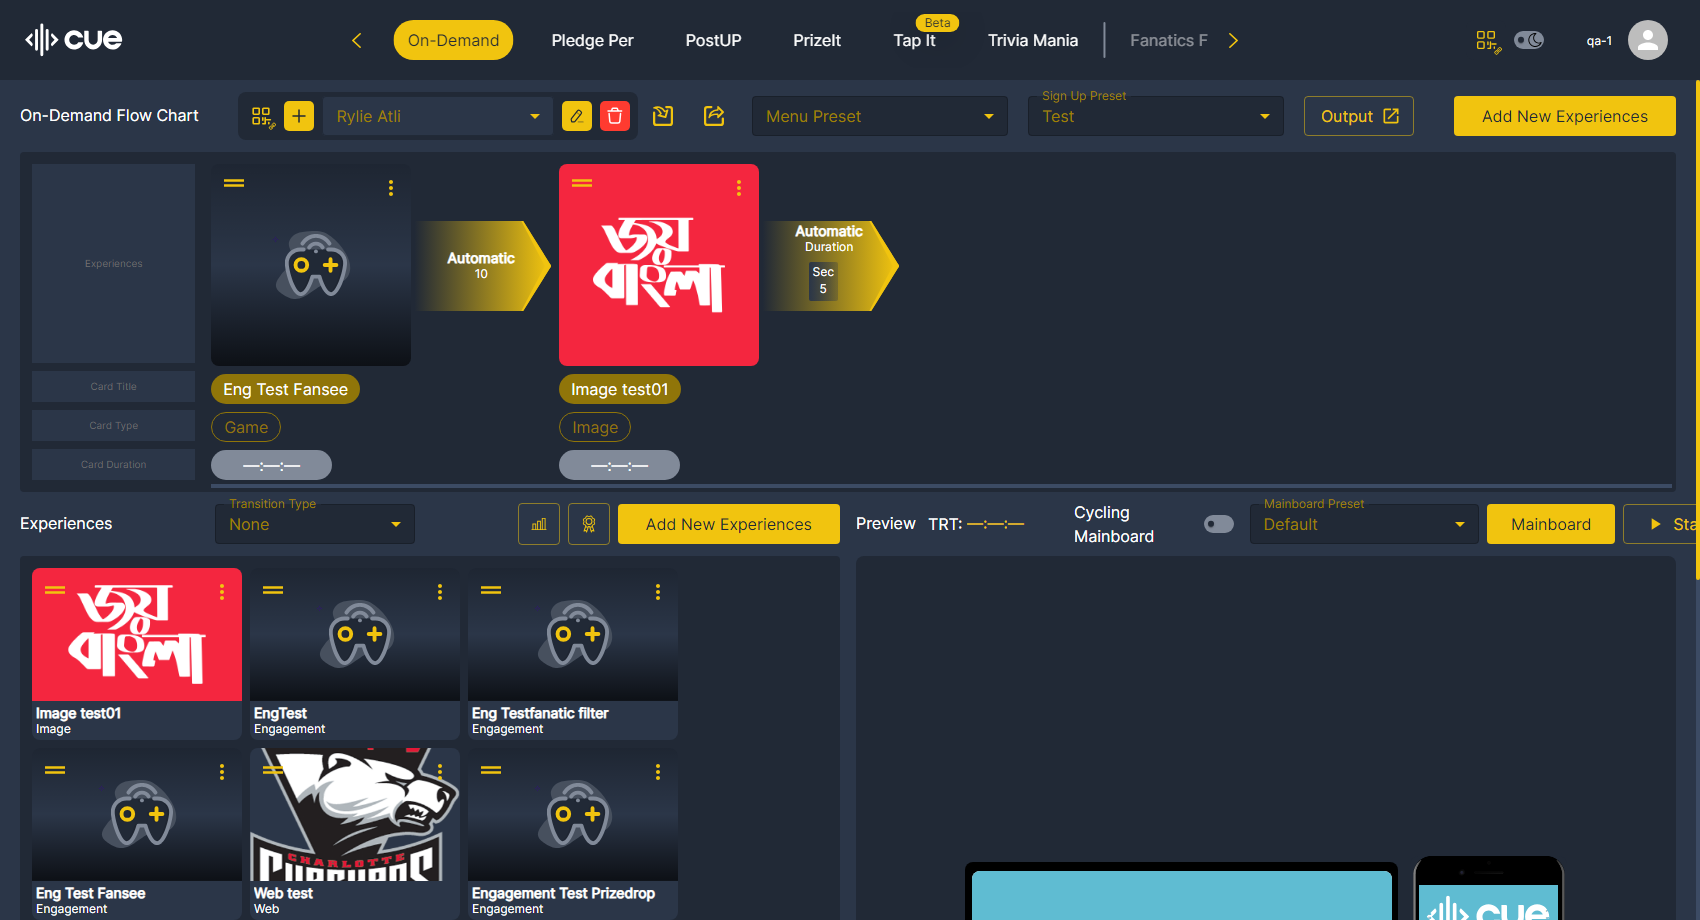 cue
On-Demand
Pledge Per
PostUP
PrizeIt
Beta
Tap It
Trivia Mania
Fanatics F
qa-1
On-Demand Flow Chart
Rylie Atli
Menu Preset
Sign Up Preset
Test
Output
Add New Experiences
Experiences
Automatic
10
জয়
বাংলা
Automatic
Duration
Sec
5
Card Title
Eng Test Fansee
Image test01
Card Type
Game
Image
Card Duration
—:—:—
—:—:—
Experiences
Transition Type
None
Add New Experiences
Preview
TRT: —:—:—
Cycling
Mainboard
Mainboard Preset
Default
Mainboard
Sta
জয়
বাংলা
Image test01
Image
EngTest
Engagement
Eng Testfanatic filter
Engagement
CHARLOTTE
Eng Test Fansee
Engagement
Web test
Web
Engagement Test Prizedrop
Engagement
cue